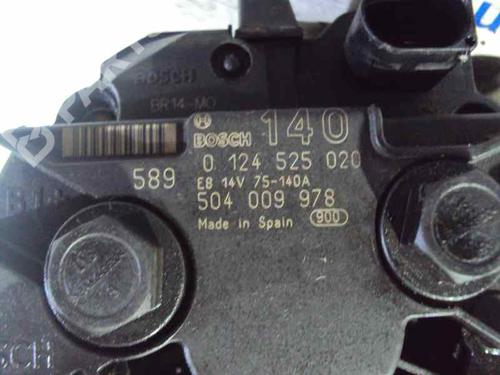 BOSCH
BR14-MO
BOSCH 140
0 124 525 020
589 E8 14V 75-140A
504 009 978
Made in Spain 900